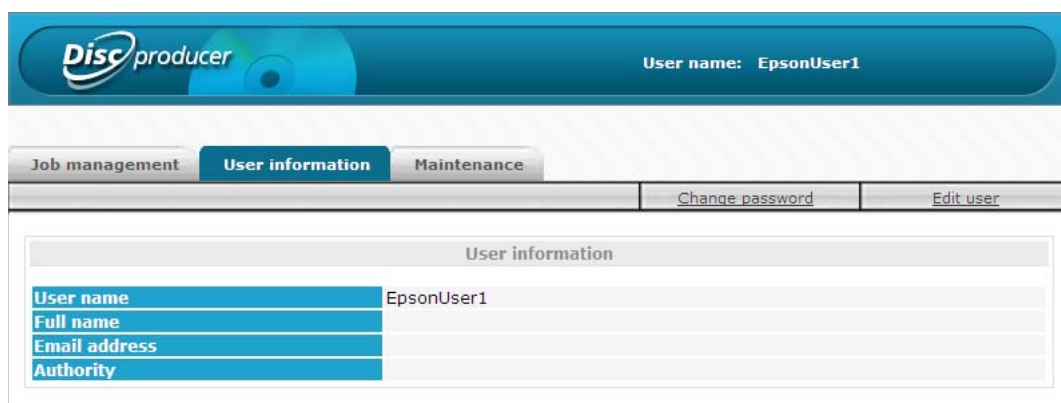 Disc producer
User name: EpsonUser1
Job management User information Maintenance
Change password Edit user
User information
User name EpsonUser1
Full name
Email address
Authority